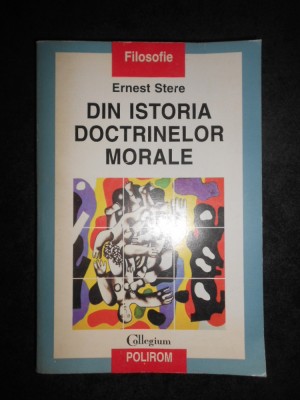 Filosofie
Ernest Stere
DIN ISTORIA
DOCTRINELOR
MORALE
Collegium
POLIROM